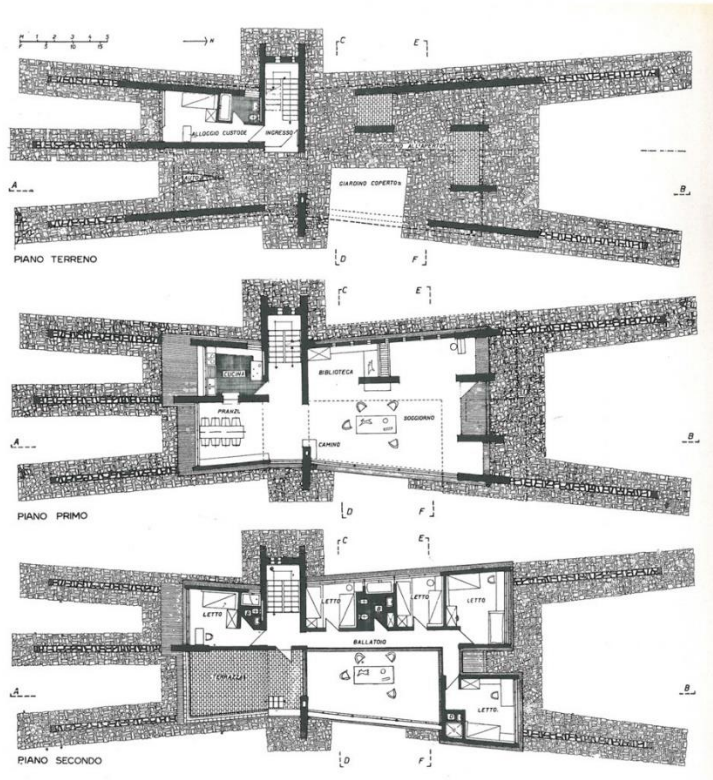 M 1 2 3 4 5
F 5 10 15
N
C E
ALLOGGIO CUSTODE INGRESSO
AUTO
GIARDINO COPERTO
A B
D F
PIANO TERRENO
C E
CUCINA
BIBLIOTECA
PRANZO
SOGGIORNO
CAMINO
A B
D F
PIANO PRIMO
C E
LETTO LETTO LETTO LETTO
BALLATOIO
TERRAZZA
LETTO
A B
D F
PIANO SECONDO